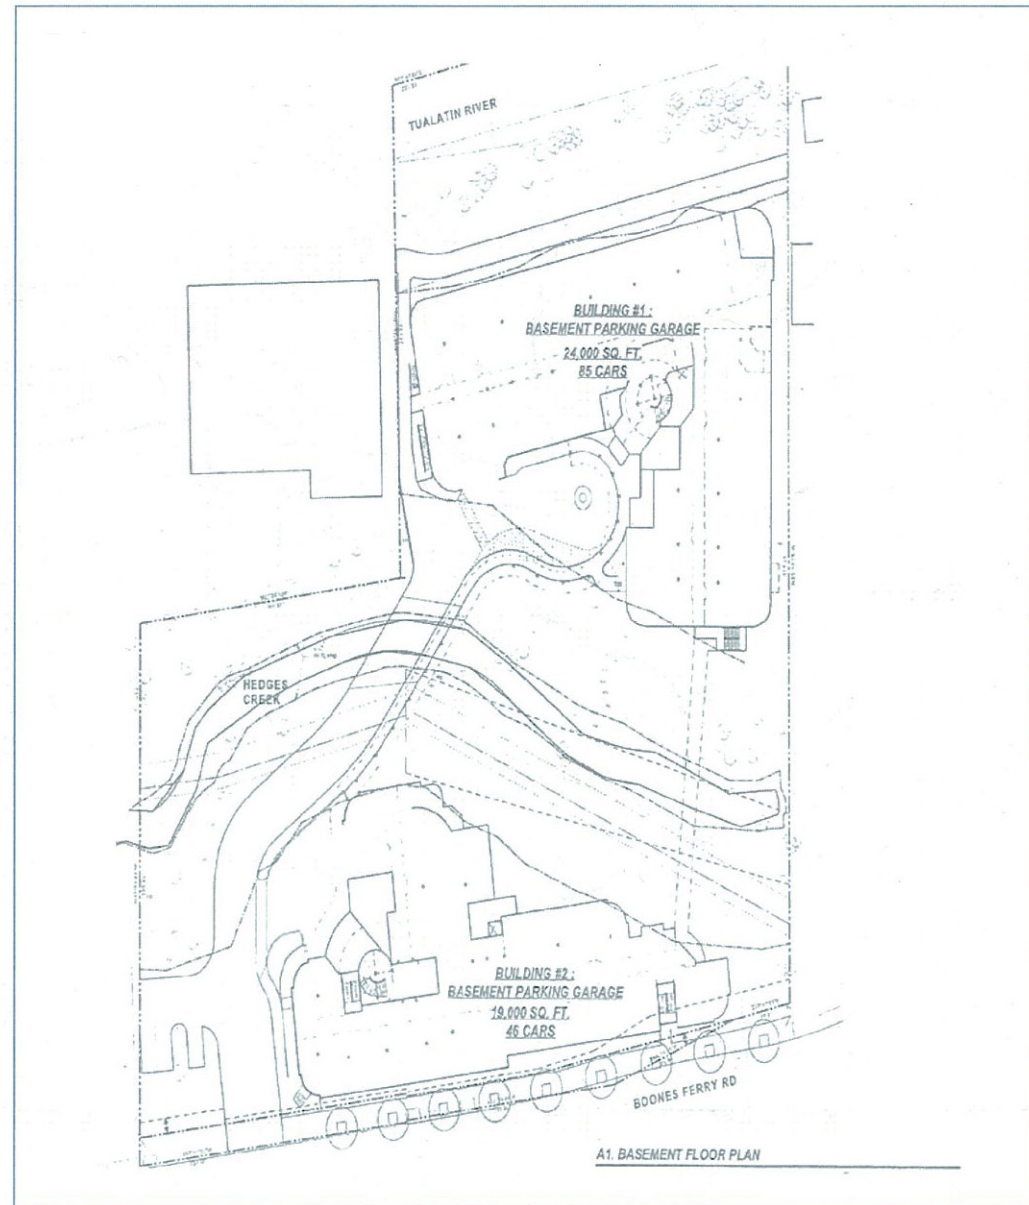 TUALATIN RIVER
BUILDING #1 :
BASEMENT PARKING GARAGE
24,000 SQ. FT.
85 CARS
HEDGES
CREEK
BUILDING #2 :
BASEMENT PARKING GARAGE
19,000 SQ. FT.
46 CARS
BOONES FERRY RD
A1. BASEMENT FLOOR PLAN